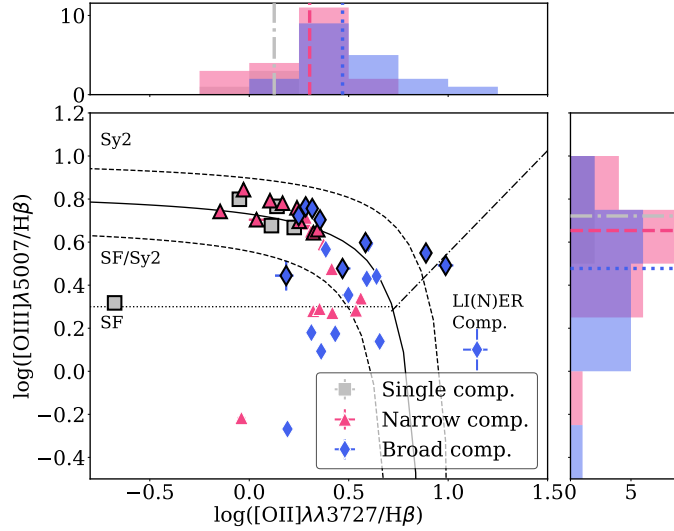 10
0
1.2
1.0
0.8
0.6
0.4
0.2
0.0
−0.2
−0.4
log([OIII]λ5007/Hβ)
Sy2
SF/Sy2
SF
LI(N)ER
Comp.
Single comp.
Narrow comp.
Broad comp.
−0.5
0.0
0.5
1.0
1.5
0
5
log([OII]λλ3727/Hβ)